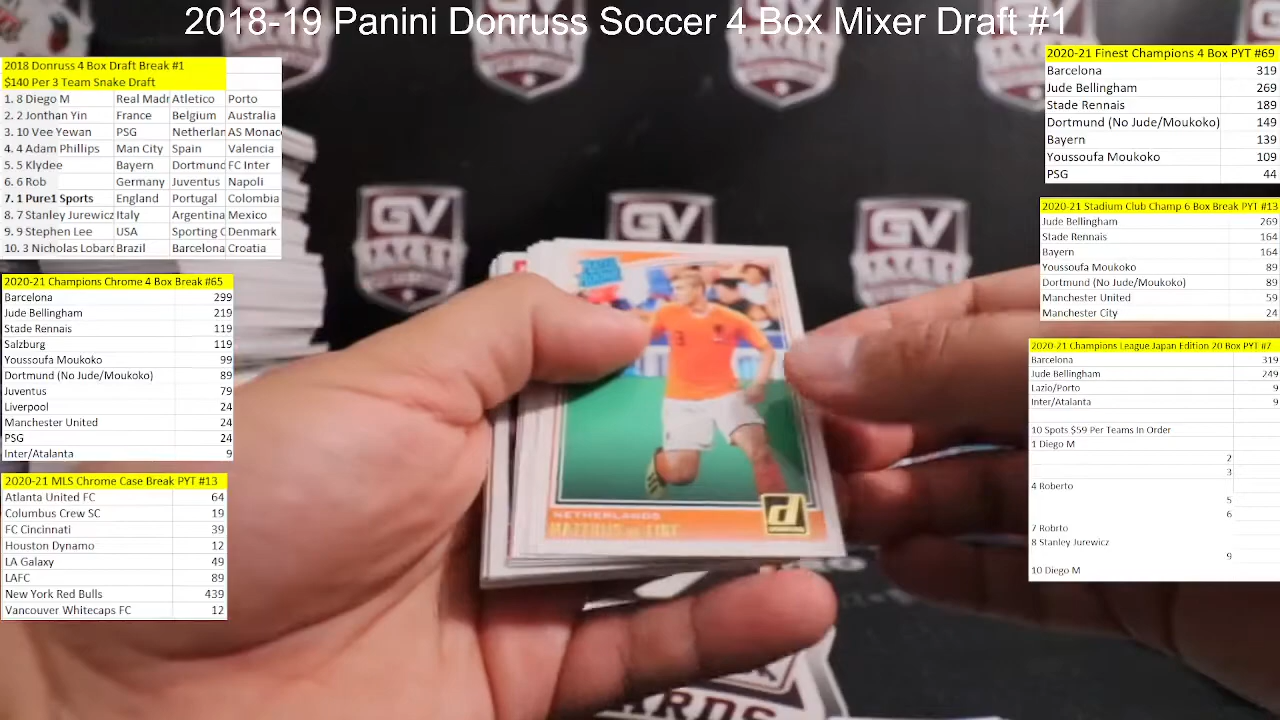 2018-19 Panini Donruss Soccer 4 Box Mixer Draft #1
2018 Donruss 4 Box Draft Break #1
$140 Per 3 Team Snake Draft
1. 8 Diego M Real Madr Atletico Porto
2. 2 Jonthan Yin France Belgium Australia
3. 10 Vee Yewan PSG Netherlan AS Monac
4. 4 Adam Phillips Man City Spain Valencia
5. 5 Klydee Bayern Dortmund FC Inter
6. 6 Rob Germany Juventus Napoli
7. 1 Pure1 Sports England Portugal Colombia
8. 7 Stanley Jurewicz Italy Argentina Mexico
9. 9 Stephen Lee USA Sporting C Denmark
10. 3 Nicholas Lobard Brazil Barcelona Croatia
2020-21 Champions Chrome 4 Box Break #65
Barcelona 299
Jude Bellingham 219
Stade Rennais 119
Salzburg 119
Youssoufa Moukoko 99
Dortmund (No Jude/Moukoko) 89
Juventus 79
Liverpool 24
Manchester United 24
PSG 24
Inter/Atalanta 9
2020-21 MLS Chrome Case Break PYT #13
Atlanta United FC 64
Columbus Crew SC 19
FC Cincinnati 39
Houston Dynamo 12
LA Galaxy 49
LAFC 89
New York Red Bulls 439
Vancouver Whitecaps FC 12
2020-21 Finest Champions 4 Box PYT #69
Barcelona 319
Jude Bellingham 269
Stade Rennais 189
Dortmund (No Jude/Moukoko) 149
Bayern 139
Youssoufa Moukoko 109
PSG 44
2020-21 Stadium Club Champ 6 Box Break PYT #13
Jude Bellingham 269
Stade Rennais 164
Bayern 164
Youssoufa Moukoko 89
Dortmund (No Jude/Moukoko) 89
Manchester United 59
Manchester City 24
2020-21 Champions League Japan Edition 20 Box PYT #7
Barcelona 319
Jude Bellingham 249
Lazio/Porto 9
Inter/Atalanta 9
10 Spots $59 Per Teams In Order
1 Diego M
2
3
4 Roberto
5
6
7 Robrto
8 Stanley Jurewicz
9
10 Diego M
GV
GV
GV
NETHERLANDS
MATTHIJS de LIGT
d
DONRUSS
CARDS